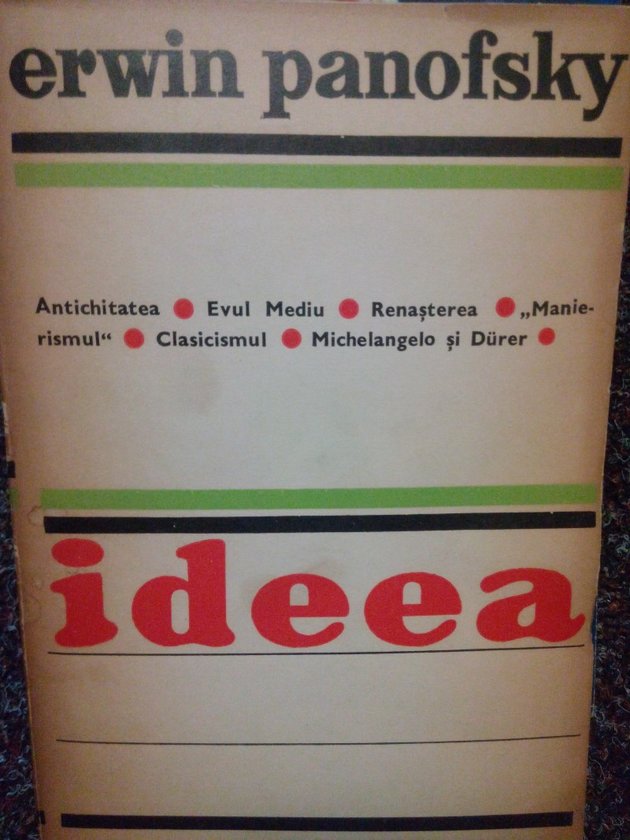 erwin panofsky
Antichitatea ● Evul Mediu ● Renașterea ● „Manie-
rismul“ ● Clasicismul ● Michelangelo și Dürer ●
ideea